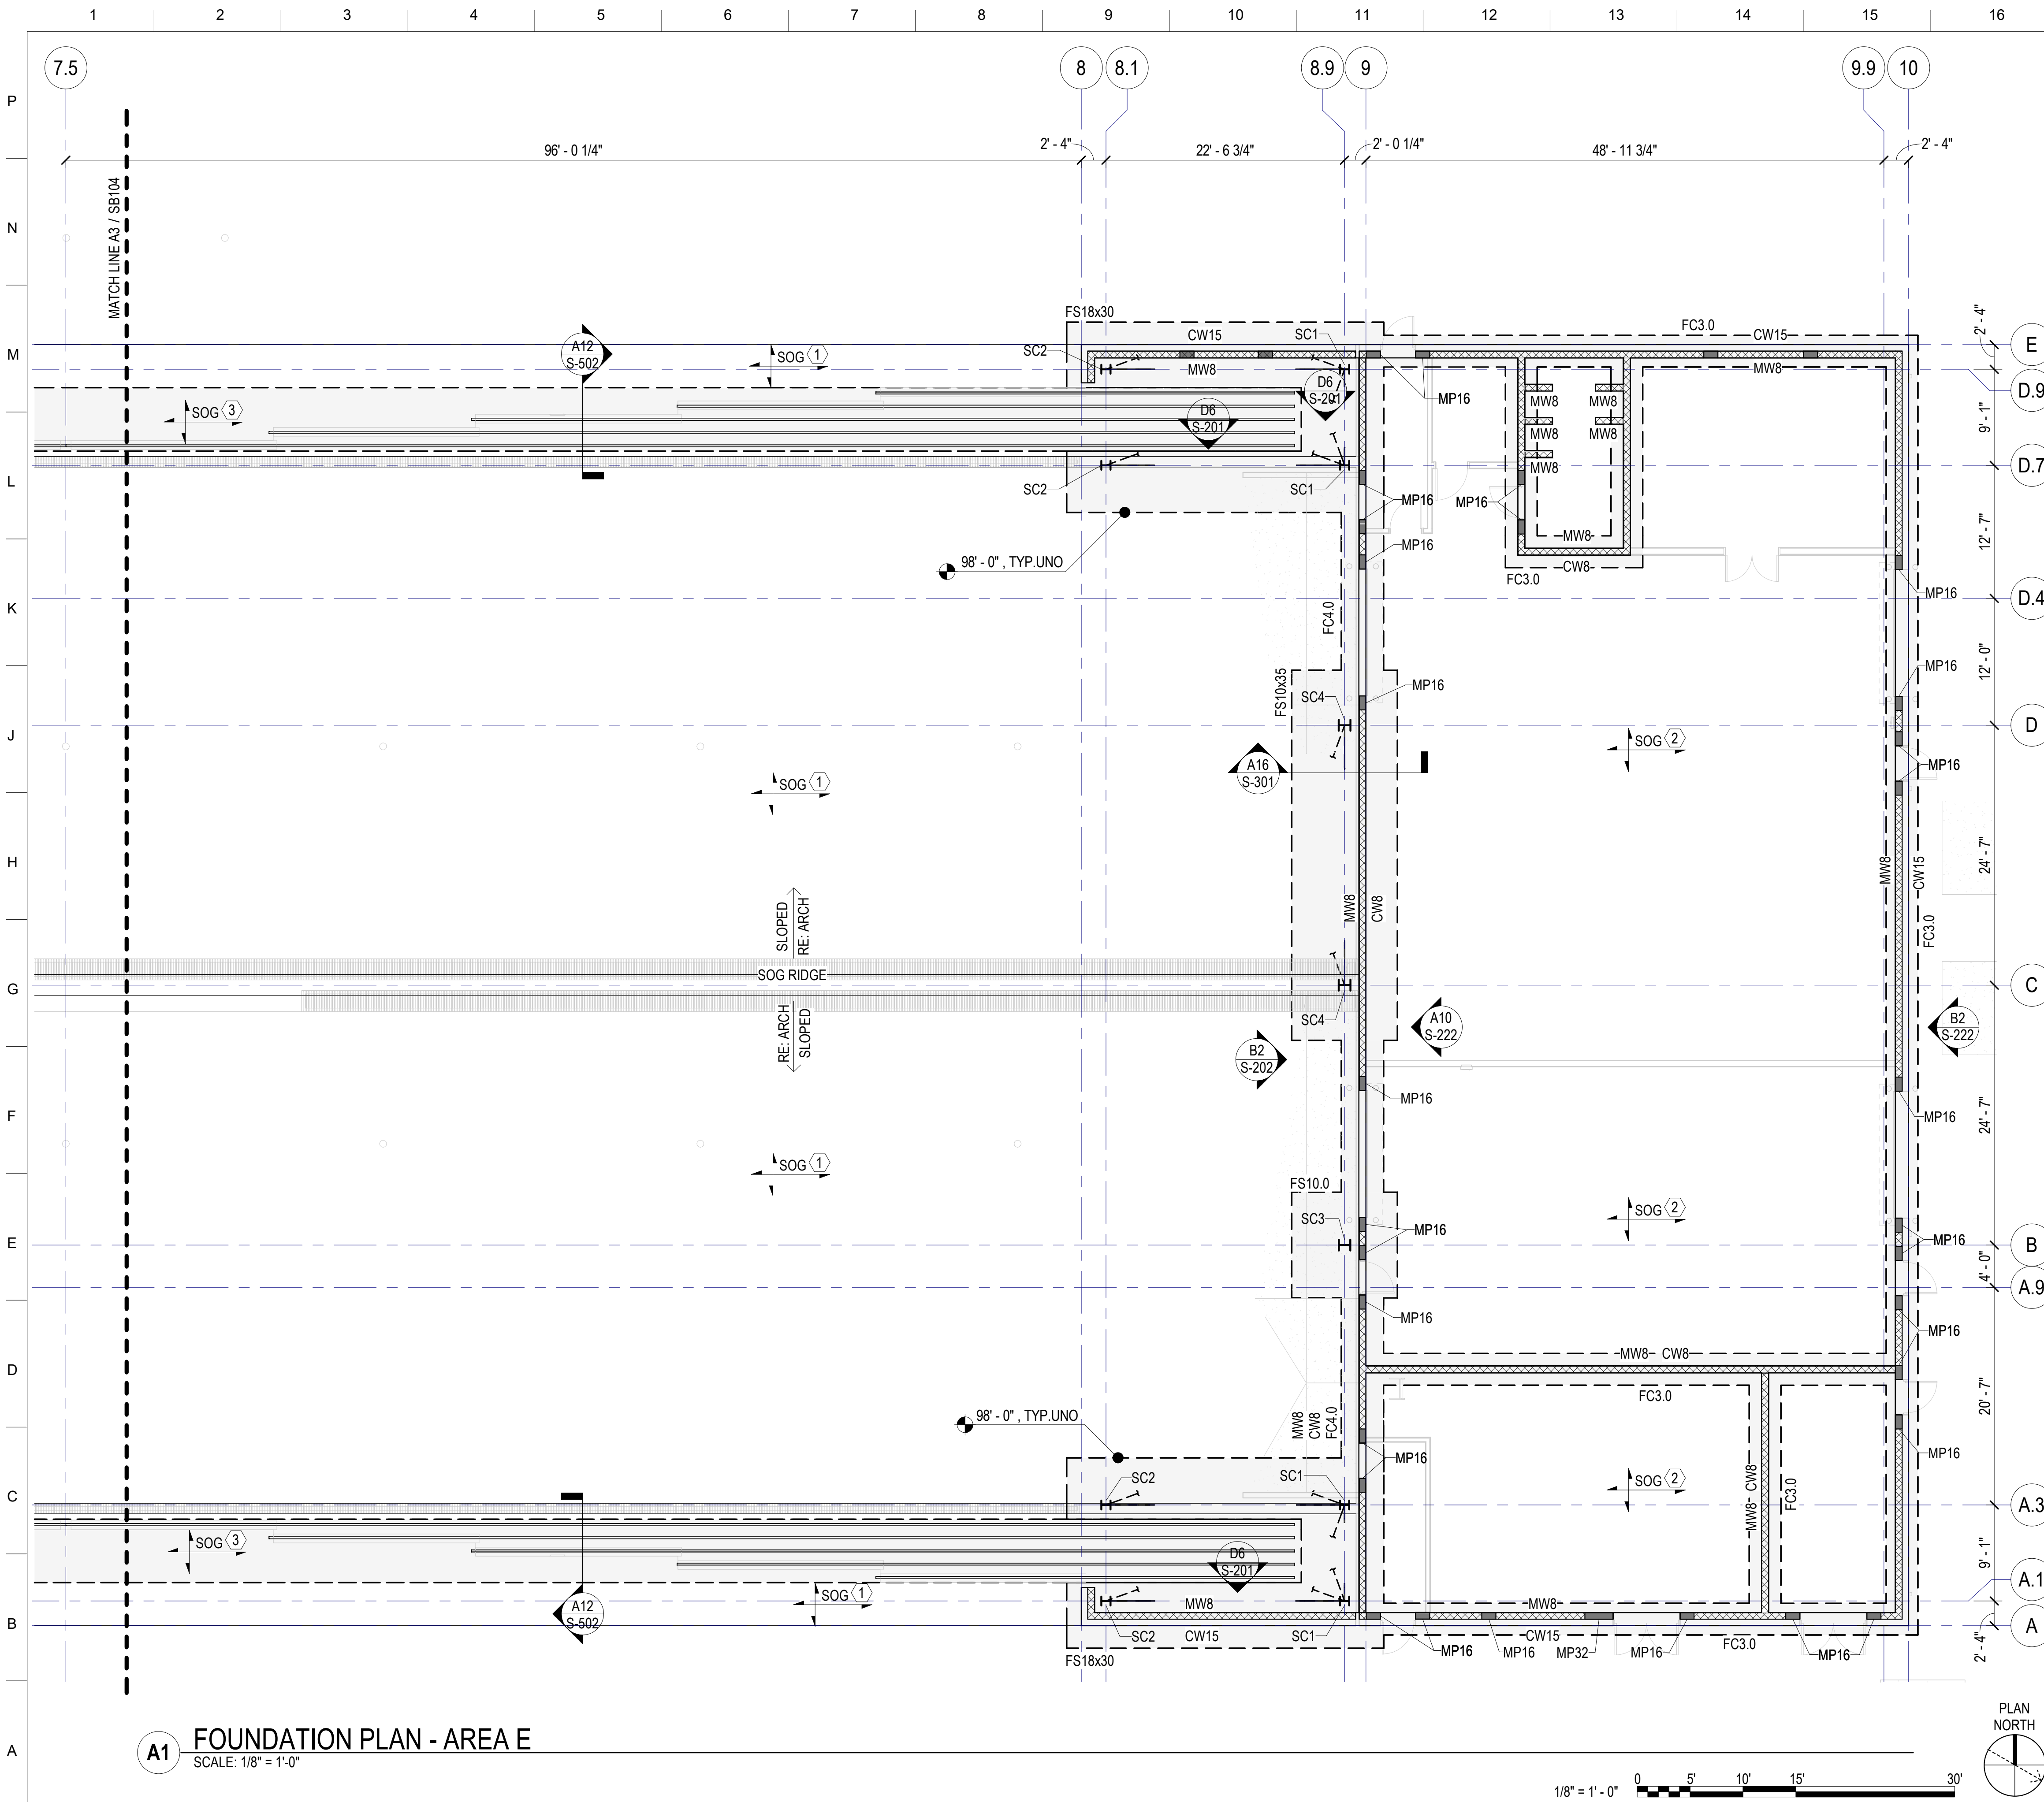 1 2 3 4 5 6 7 8 9 10 11 12 13 14 15 16
7.5 8 8.1 8.9 9 9.9 10
P
96' - 0 1/4" 2' - 4" 22' - 6 3/4" 2' - 0 1/4" 48' - 11 3/4" 2' - 4"
MATCH LINE A3 / SB104
N
FS18x30
FC3.0
2' - 4"
M
A12
S-502
SOG 1
SC2
CW15
SC1
CW15
E
MW8
MW8
D6
S-201
D.9
SOG 3
D6
S-201
MP16
MW8
MW8
MW8
MW8
9' - 1"
D.7
MW8
L
SC2
SC1
MP16
MP16
MW8
12' - 7"
MP16
98' - 0" , TYP.UNO
CW8
FC3.0
MP16
D.4
K
FC4.0
12' - 0"
FS10x35
MP16
MP16
SC4
D
J
SOG 2
A16
S-301
MP16
SOG 1
24' - 7"
H
MW8
CW8
MW8
CW15
FC3.0
SLOPED
RE: ARCH
SOG RIDGE
G
C
RE: ARCH
SLOPED
SC4
A10
S-222
B2
S-222
B2
S-202
MP16
MP16
24' - 7"
F
SOG 1
FS10.0
SOG 2
SC3
MP16
MP16
E
B
4' - 0"
A.9
MP16
MP16
MW8 CW8
D
FC3.0
20' - 7"
MW8
CW8
FC4.0
98' - 0" , TYP.UNO
MP16
MP16
SC2
SC1
SOG 2
MW8 CW8
FC3.0
C
A.3
SOG 3
D6
S-201
9' - 1"
A.1
SOG 1
A12
S-502
MW8
MW8
B
SC2
CW15
SC1
MP16
MP16
CW15
MP32
MP16
FC3.0
MP16
A
2' - 4"
FS18x30
A
A1 FOUNDATION PLAN - AREA E
SCALE: 1/8" = 1'-0"
PLAN
NORTH
1/8" = 1' - 0" 0 5' 10' 15' 30'